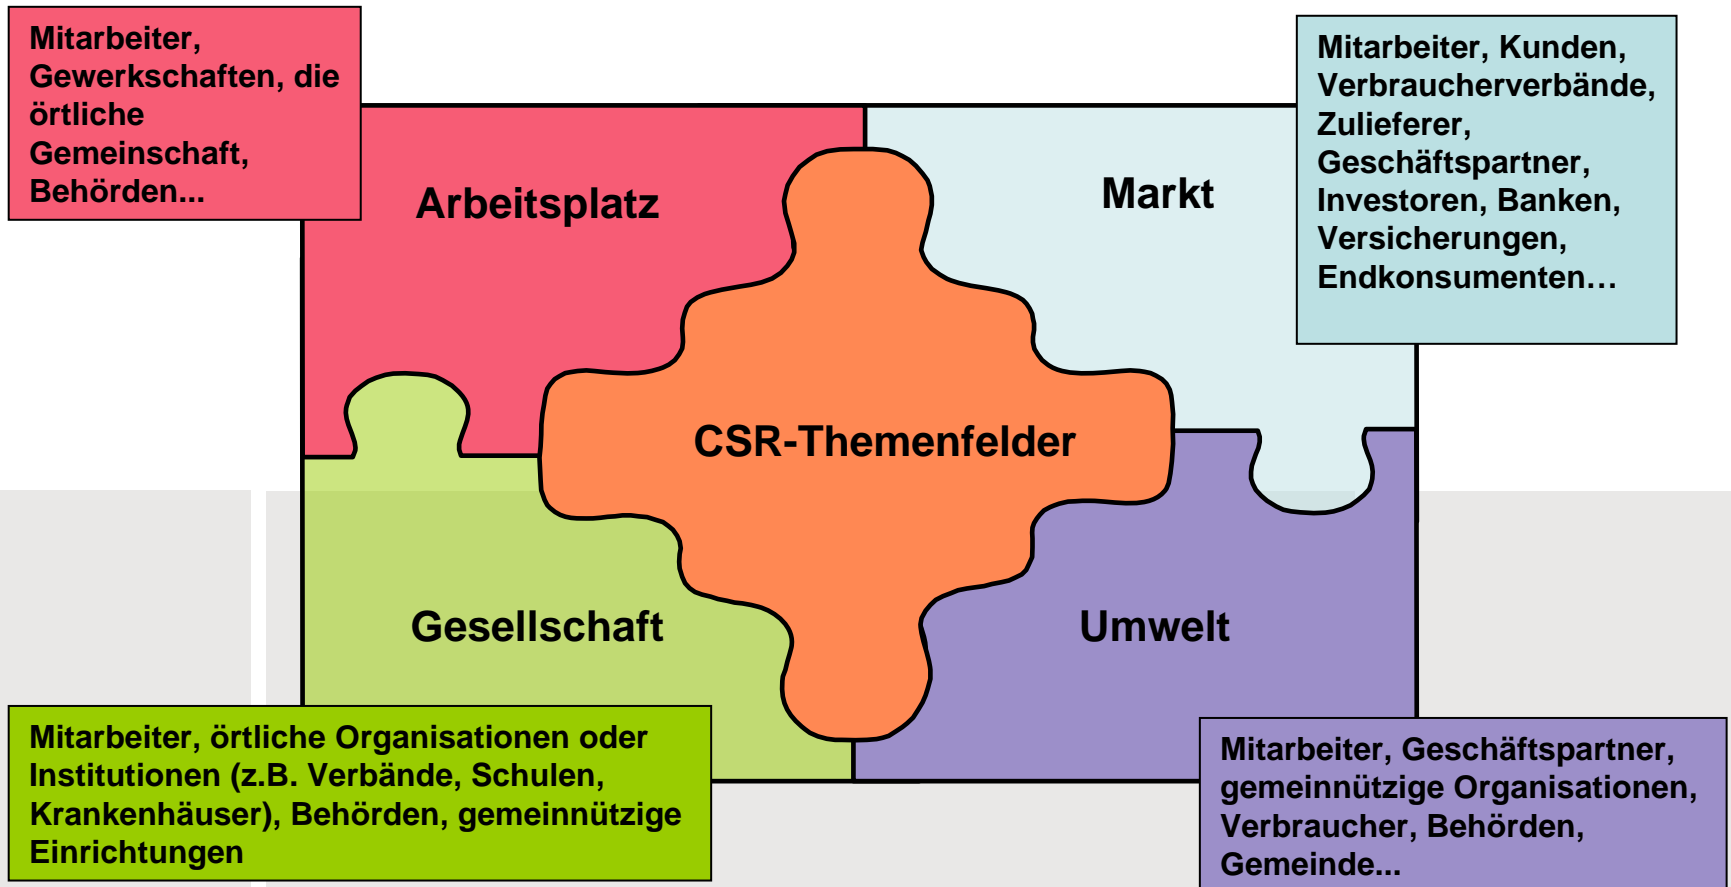 Mitarbeiter,
Gewerkschaften, die
örtliche
Gemeinschaft,
Behörden...
Mitarbeiter, Kunden,
Verbraucherverbände,
Zulieferer,
Geschäftspartner,
Investoren, Banken,
Versicherungen,
Endkonsumenten…
Arbeitsplatz
Markt
CSR-Themenfelder
Gesellschaft
Umwelt
Mitarbeiter, örtliche Organisationen oder
Institutionen (z.B. Verbände, Schulen,
Krankenhäuser), Behörden, gemeinnützige
Einrichtungen
Mitarbeiter, Geschäftspartner,
gemeinnützige Organisationen,
Verbraucher, Behörden,
Gemeinde...